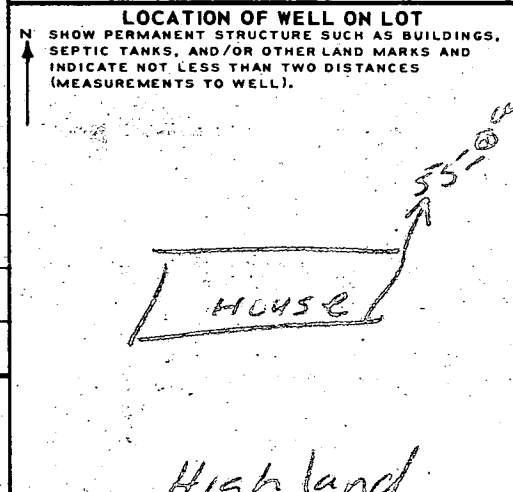 LOCATION OF WELL ON LOT
N SHOW PERMANENT STRUCTURE SUCH AS BUILDINGS,
SEPTIC TANKS, AND/OR OTHER LAND MARKS AND
INDICATE NOT LESS THAN TWO DISTANCES
(MEASUREMENTS TO WELL).
55'
House
Highland